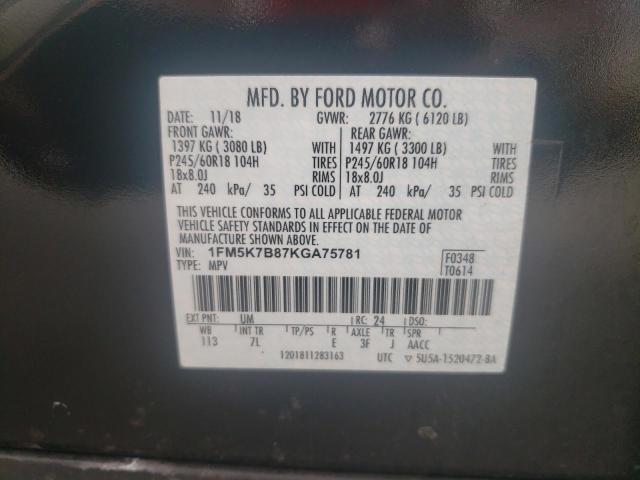 MFD. BY FORD MOTOR CO.
DATE: 11/18 GVWR: 2776 KG ( 6120 LB)
FRONT GAWR: REAR GAWR:
1397 KG ( 3080 LB) WITH 1497 KG ( 3300 LB) WITH
P245/60R18 104H TIRES P245/60R18 104H TIRES
18x8.0J RIMS 18x8.0J RIMS
AT 240 kPa/ 35 PSI COLD AT 240 kPa/ 35 PSI COLD
THIS VEHICLE CONFORMS TO ALL APPLICABLE FEDERAL MOTOR
VEHICLE SAFETY STANDARDS IN EFFECT ON THE DATE OF
MANUFACTURE SHOWN ABOVE.
VIN: 1FM5K7B87KGA75781 F0348
TYPE: MPV T0614
EXT PNT: UM RC: 24 DSO:
WB INT TR TP/PS R AXLE TR SPR
113 7L E 3F J AACC
1201811283163 UTC ▽ 5U5A-1520472-BA